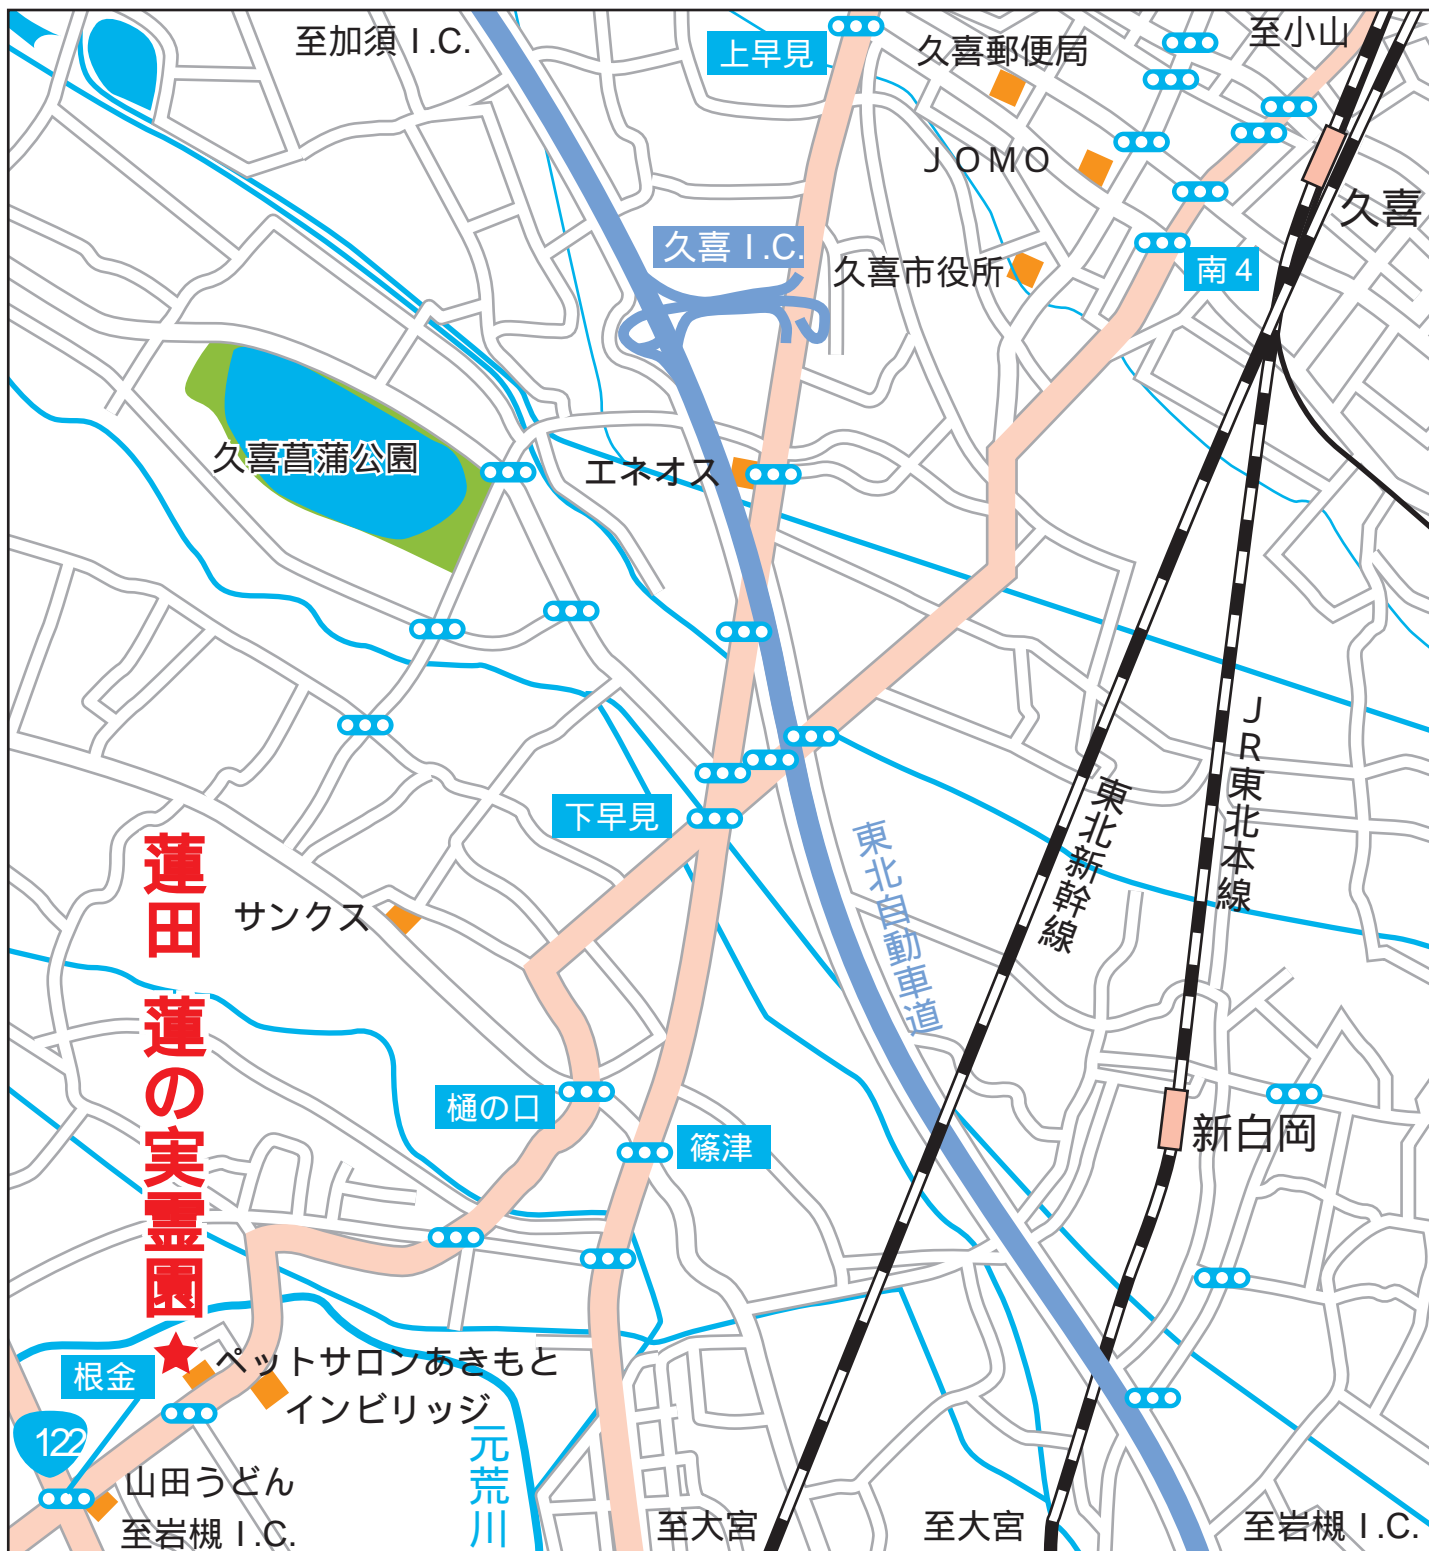 至加須 I.C.
上早見
久喜郵便局
至小山
JOMO
久喜
久喜 I.C.
久喜市役所
南4
久喜菖蒲公園
エネオス
JR東北本線
東北新幹線
下早見
東北自動車道
蓮田 蓮の実霊園
サンクス
樋の口
篠津
新白岡
根金
ペットサロンあきもと
インビリッジ
122
元荒川
山田うどん
至岩槻 I.C.
至大宮
至大宮
至岩槻 I.C.